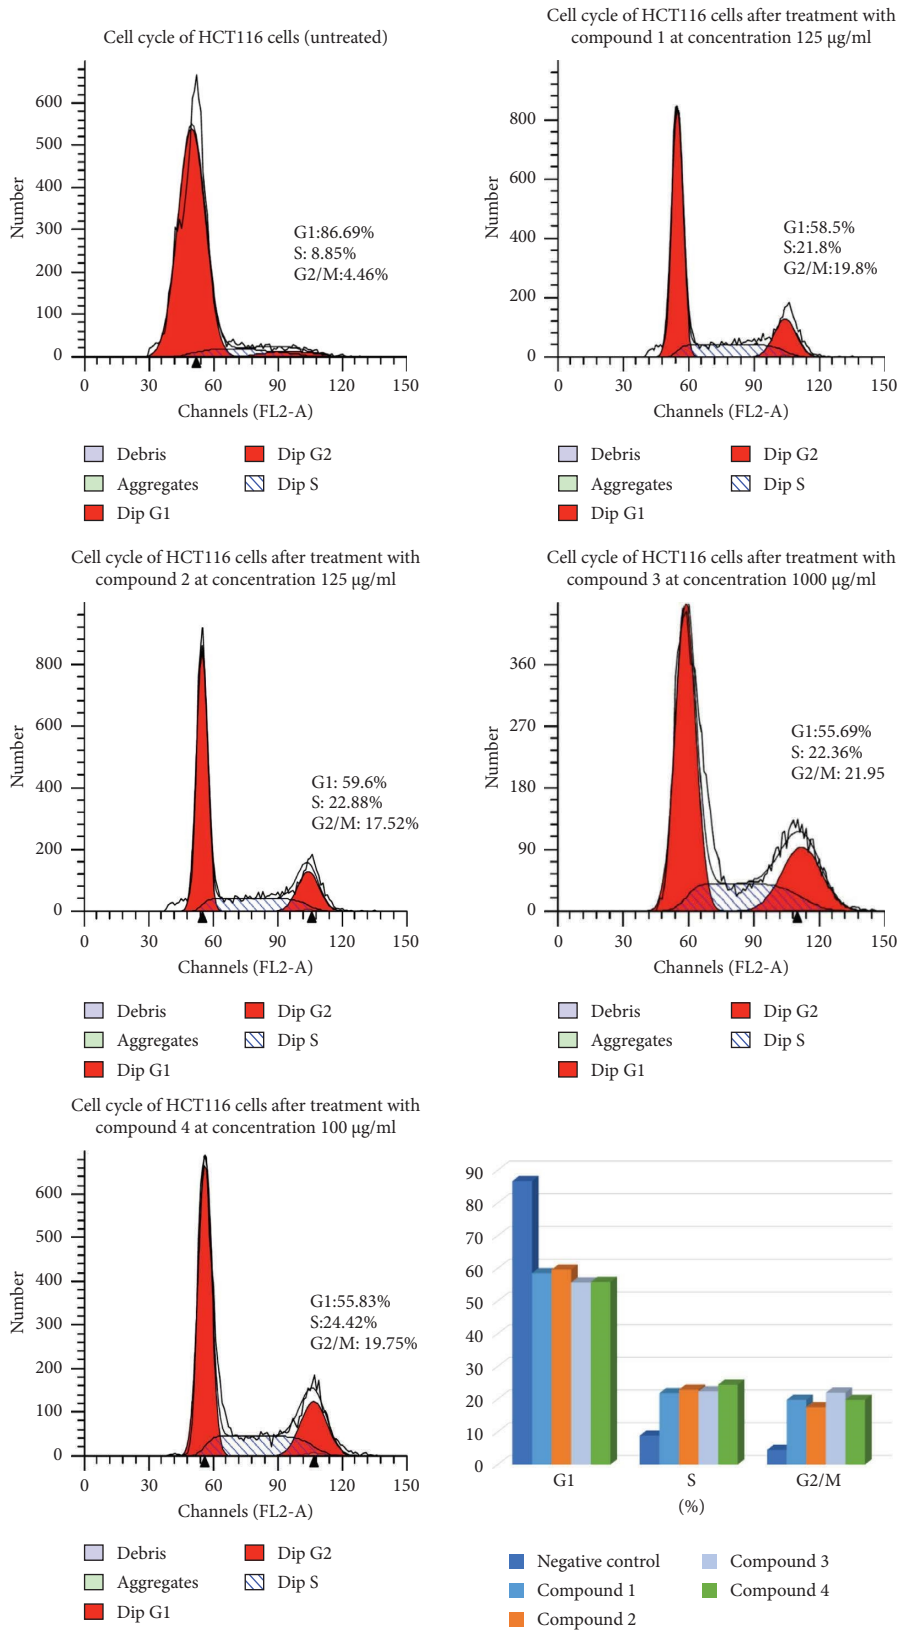 Cell cycle of HCT116 cells (untreated)
600
500
400
300
200
100
0
Number
G1:86.69%
S: 8.85%
G2/M:4.46%
0 30 60 90 120 150
Channels (FL2-A)
Debris
Aggregates
Dip G1
Dip G2
Dip S
Cell cycle of HCT116 cells after treatment with
compound 1 at concentration 125 µg/ml
800
600
400
200
0
Number
G1:58.5%
S:21.8%
G2/M:19.8%
0 30 60 90 120 150
Channels (FL2-A)
Debris
Aggregates
Dip G1
Dip G2
Dip S
Cell cycle of HCT116 cells after treatment with
compound 2 at concentration 125 µg/ml
800
600
400
200
0
Number
G1: 59.6%
S: 22.88%
G2/M: 17.52%
0 30 60 90 120 150
Channels (FL2-A)
Debris
Aggregates
Dip G1
Dip G2
Dip S
Cell cycle of HCT116 cells after treatment with
compound 3 at concentration 1000 µg/ml
360
270
180
90
0
Number
G1:55.69%
S: 22.36%
G2/M: 21.95
0 30 60 90 120 150
Channels (FL2-A)
Debris
Aggregates
Dip G1
Dip G2
Dip S
Cell cycle of HCT116 cells after treatment with
compound 4 at concentration 100 µg/ml
600
500
400
300
200
100
0
Number
G1:55.83%
S:24.42%
G2/M: 19.75%
0 30 60 90 120 150
Channels (FL2-A)
Debris
Aggregates
Dip G1
Dip G2
Dip S
90
80
70
60
50
40
30
20
10
0
G1 S G2/M
(%)
Negative control
Compound 1
Compound 2
Compound 3
Compound 4